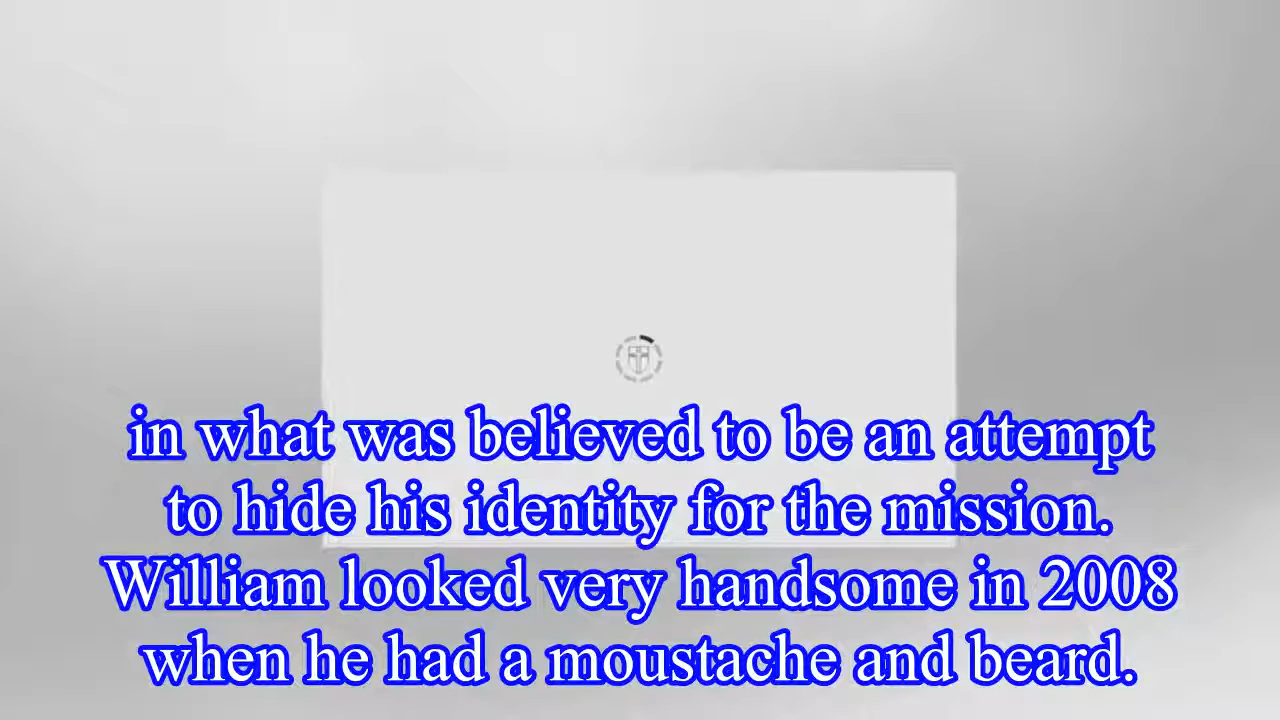 in what was believed to be an attempt
to hide his identity for the mission.
William looked very handsome in 2008
when he had a moustache and beard.